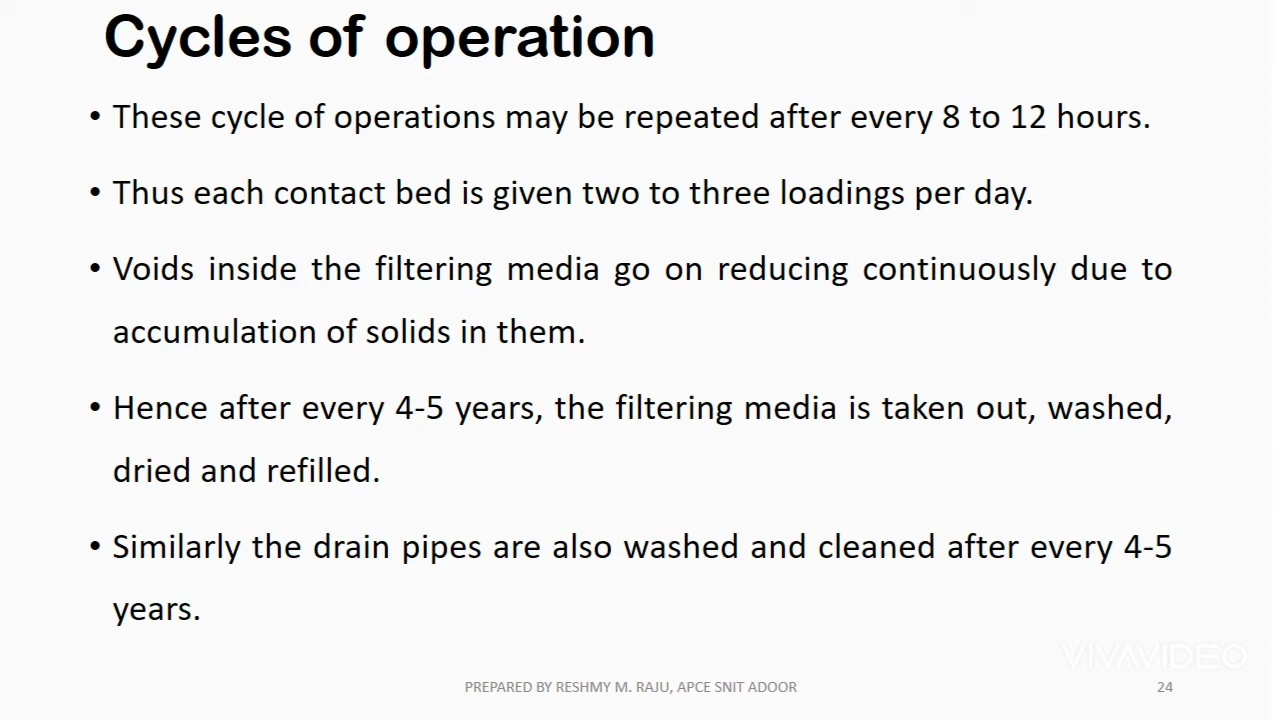 Cycles of operation
• These cycle of operations may be repeated after every 8 to 12 hours.
• Thus each contact bed is given two to three loadings per day.
• Voids inside the filtering media go on reducing continuously due to
accumulation of solids in them.
• Hence after every 4-5 years, the filtering media is taken out, washed,
dried and refilled.
• Similarly the drain pipes are also washed and cleaned after every 4-5
years.
VIVAVIDEO
PREPARED BY RESHMY M. RAJU, APCE SNIT ADOOR
24